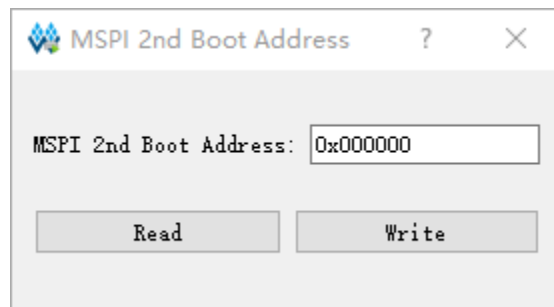 MSPI 2nd Boot Address ?
MSPI 2nd Boot Address: 0x000000
Read Write